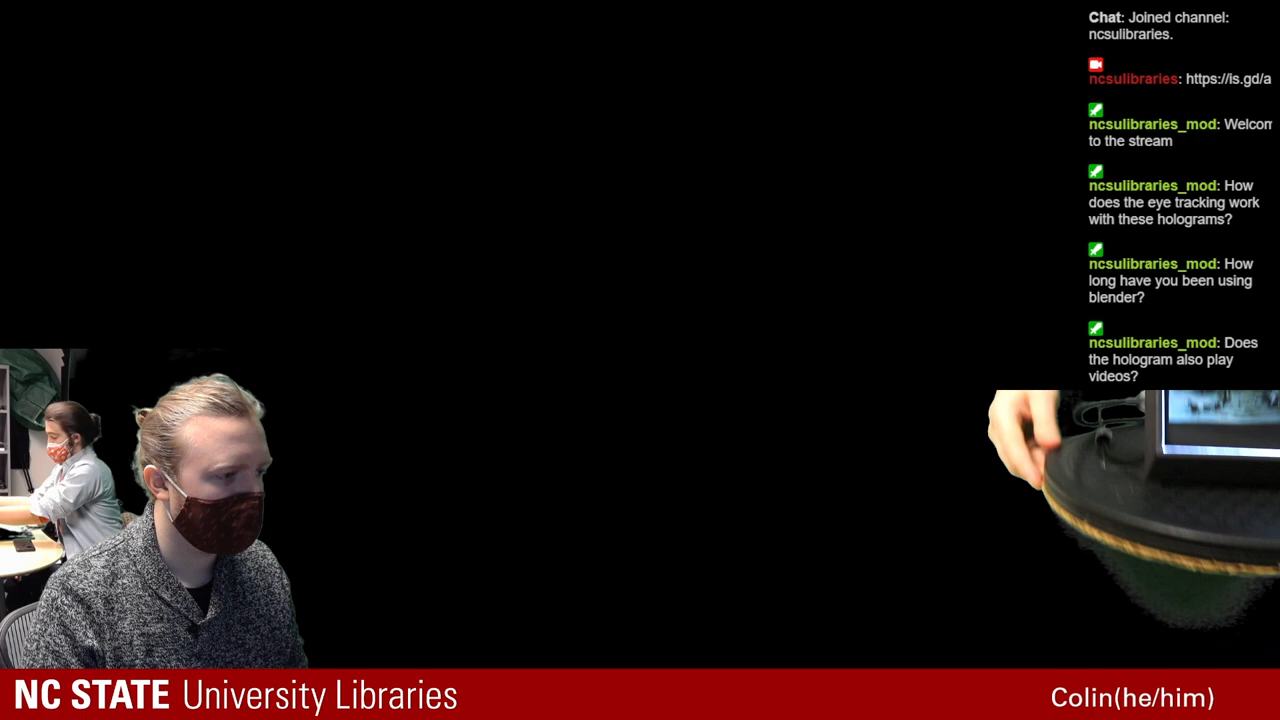 Chat: Joined channel:
ncsulibraries.
ncsulibraries: https://is.gd/a
ncsulibraries_mod: Welcom
to the stream
ncsulibraries_mod: How
does the eye tracking work
with these holograms?
ncsulibraries_mod: How
long have you been using
blender?
ncsulibraries_mod: Does
the hologram also play
videos?
NC STATE University Libraries
Colin(he/him)